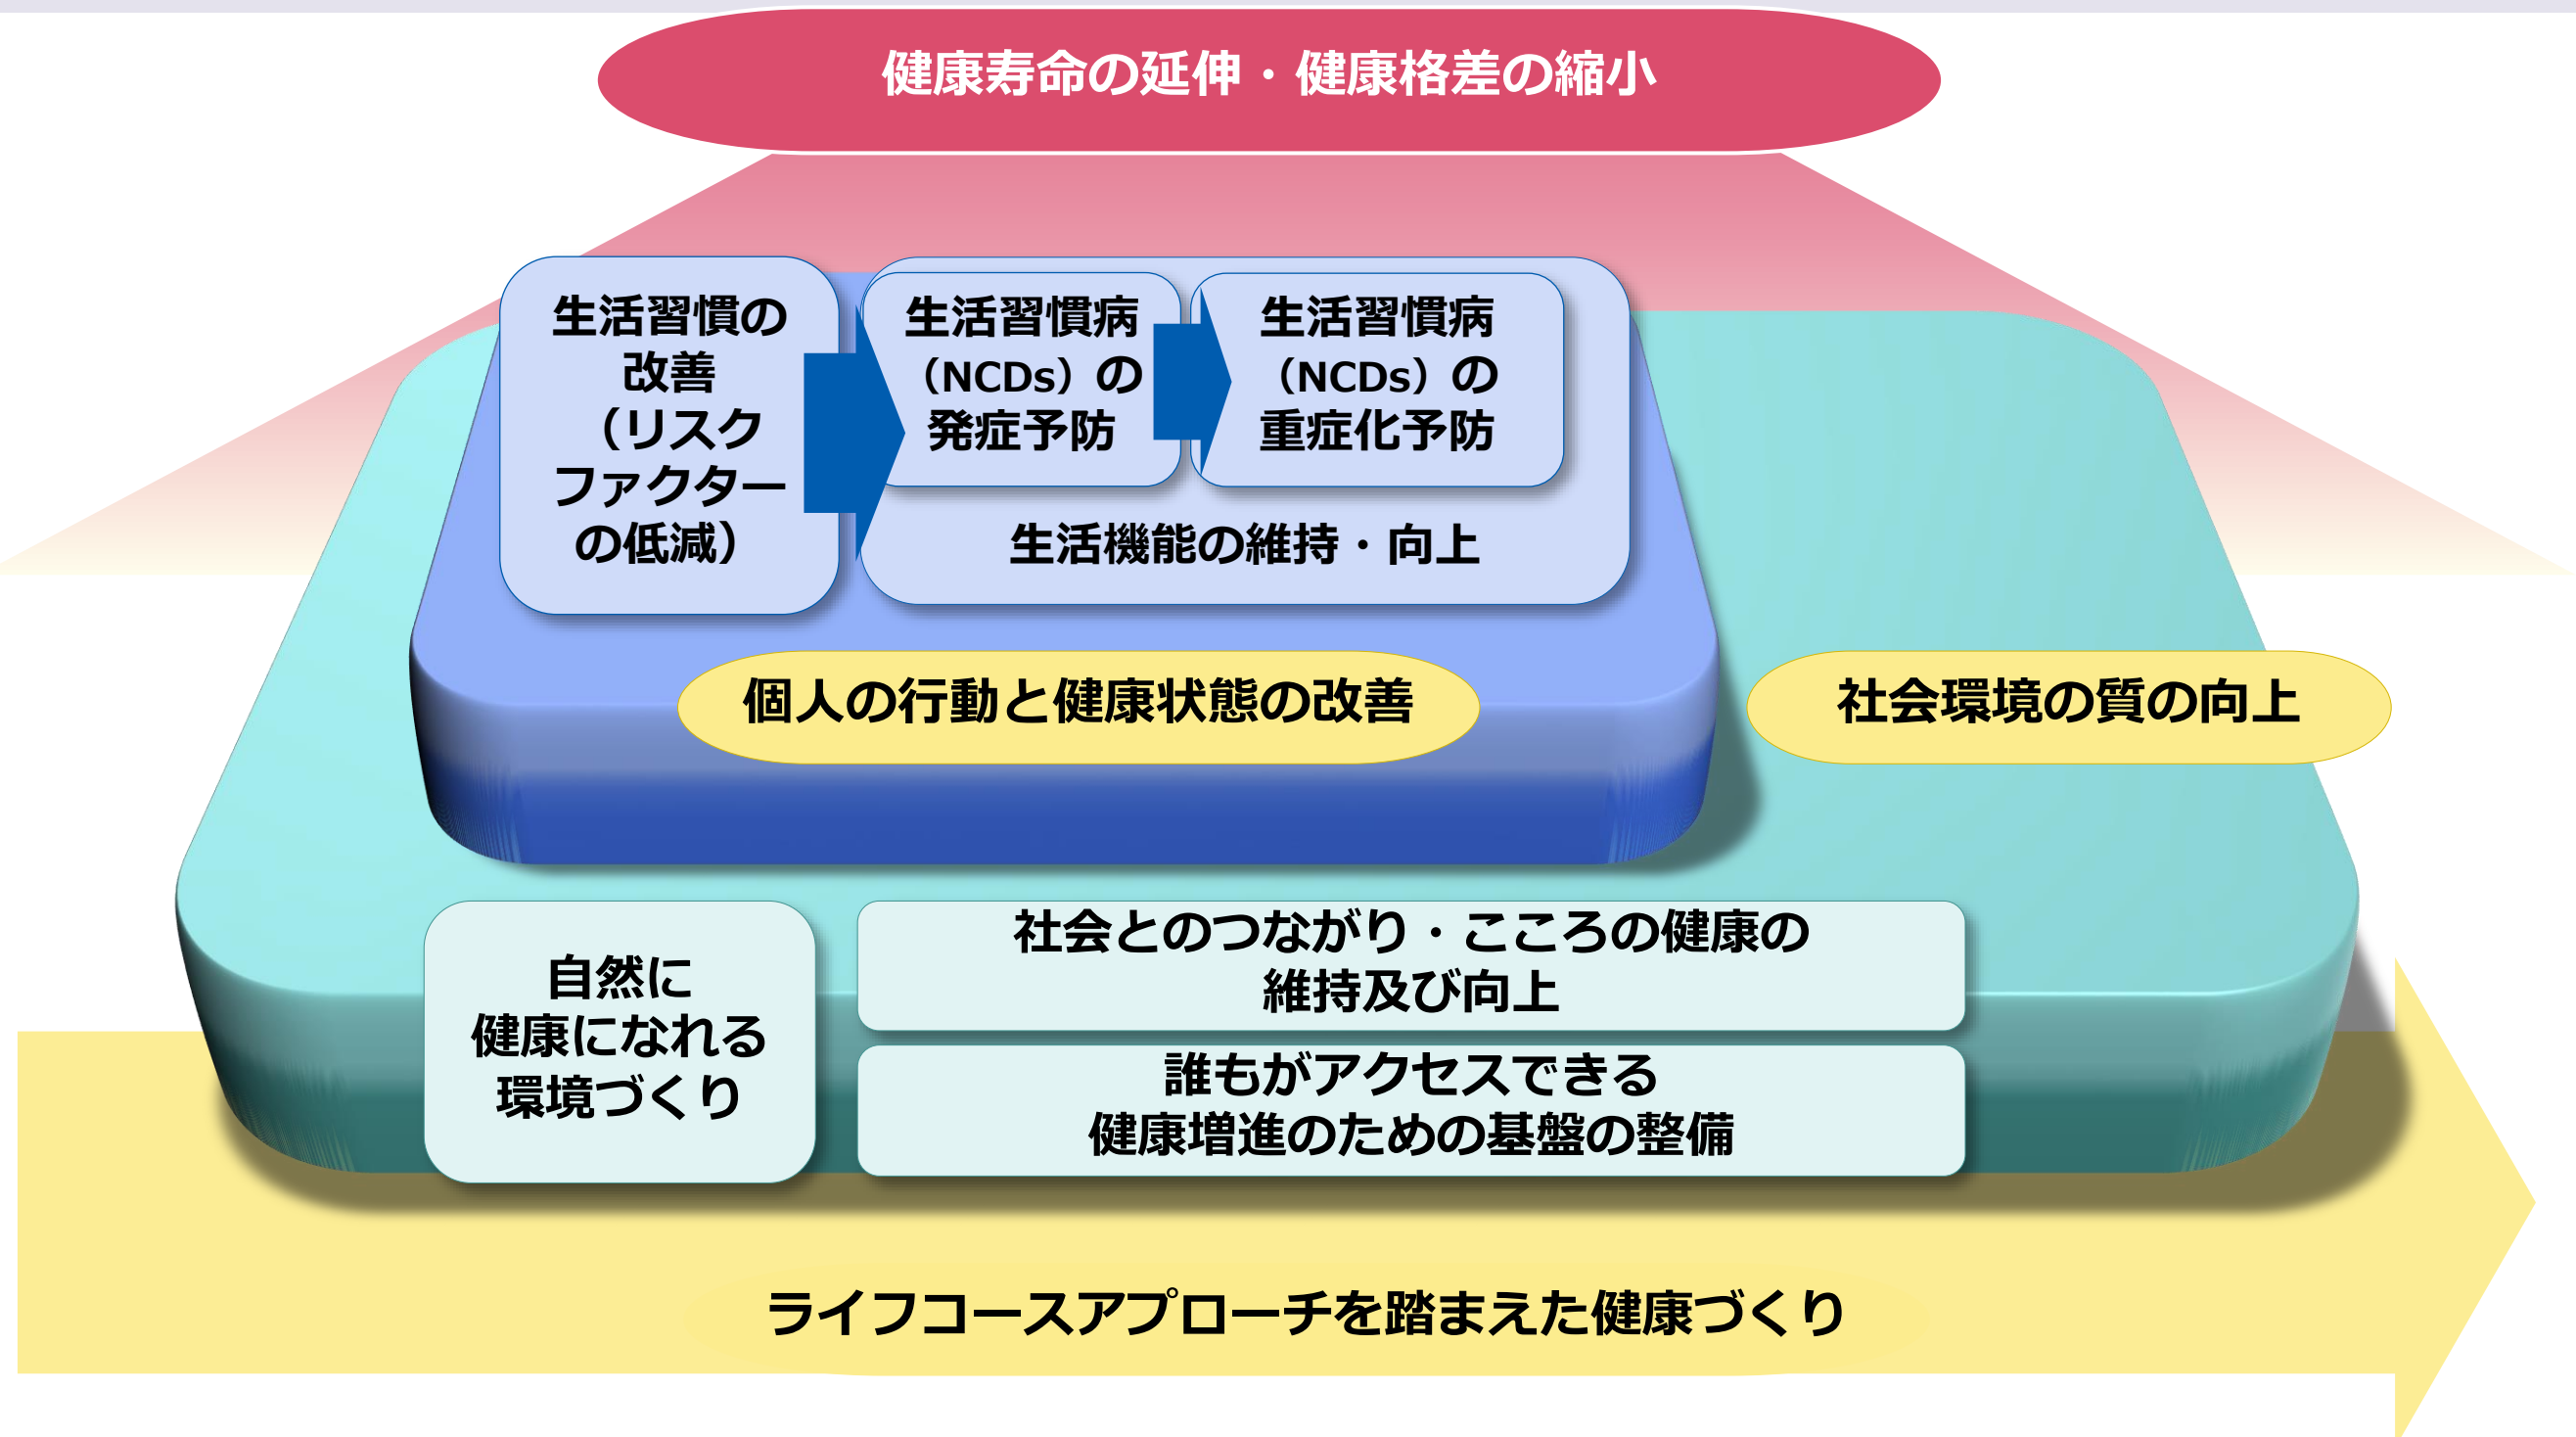 健康寿命の延伸・健康格差の縮小
生活習慣の
改善
（リスク
ファクター
の低減）
生活習慣病
（NCDs）の
発症予防
生活習慣病
（NCDs）の
重症化予防
生活機能の維持・向上
個人の行動と健康状態の改善
社会環境の質の向上
自然に
健康になれる
環境づくり
社会とのつながり・こころの健康の
維持及び向上
誰もがアクセスできる
健康増進のための基盤の整備
ライフコースアプローチを踏まえた健康づくり